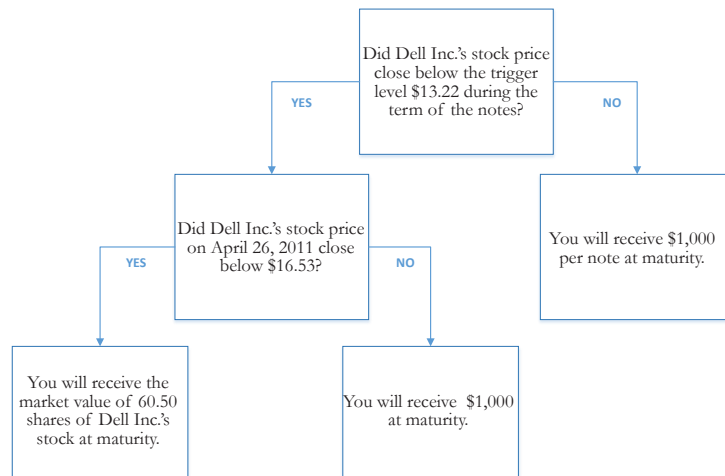 Did Dell Inc.'s stock price
close below the trigger
level $13.22 during the
term of the notes?
YES
NO
Did Dell Inc.'s stock price
on April 26, 2011 close
below $16.53?
You will receive $1,000
per note at maturity.
YES
NO
You will receive the
market value of 60.50
shares of Dell Inc.'s
stock at maturity.
You will receive $1,000
at maturity.